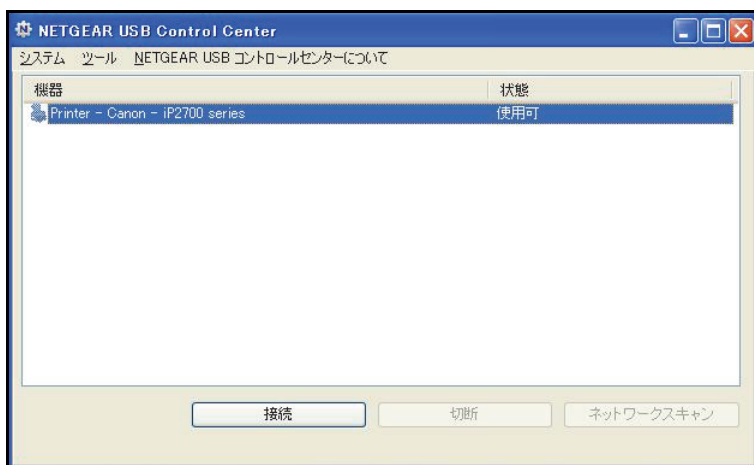 NETGEAR USB Control Center
システム ツール NETGEAR USB コントロールセンターについて
機器 状態
Printer - Canon - iP2700 series 使用可
接続 切断 ネットワークスキャン